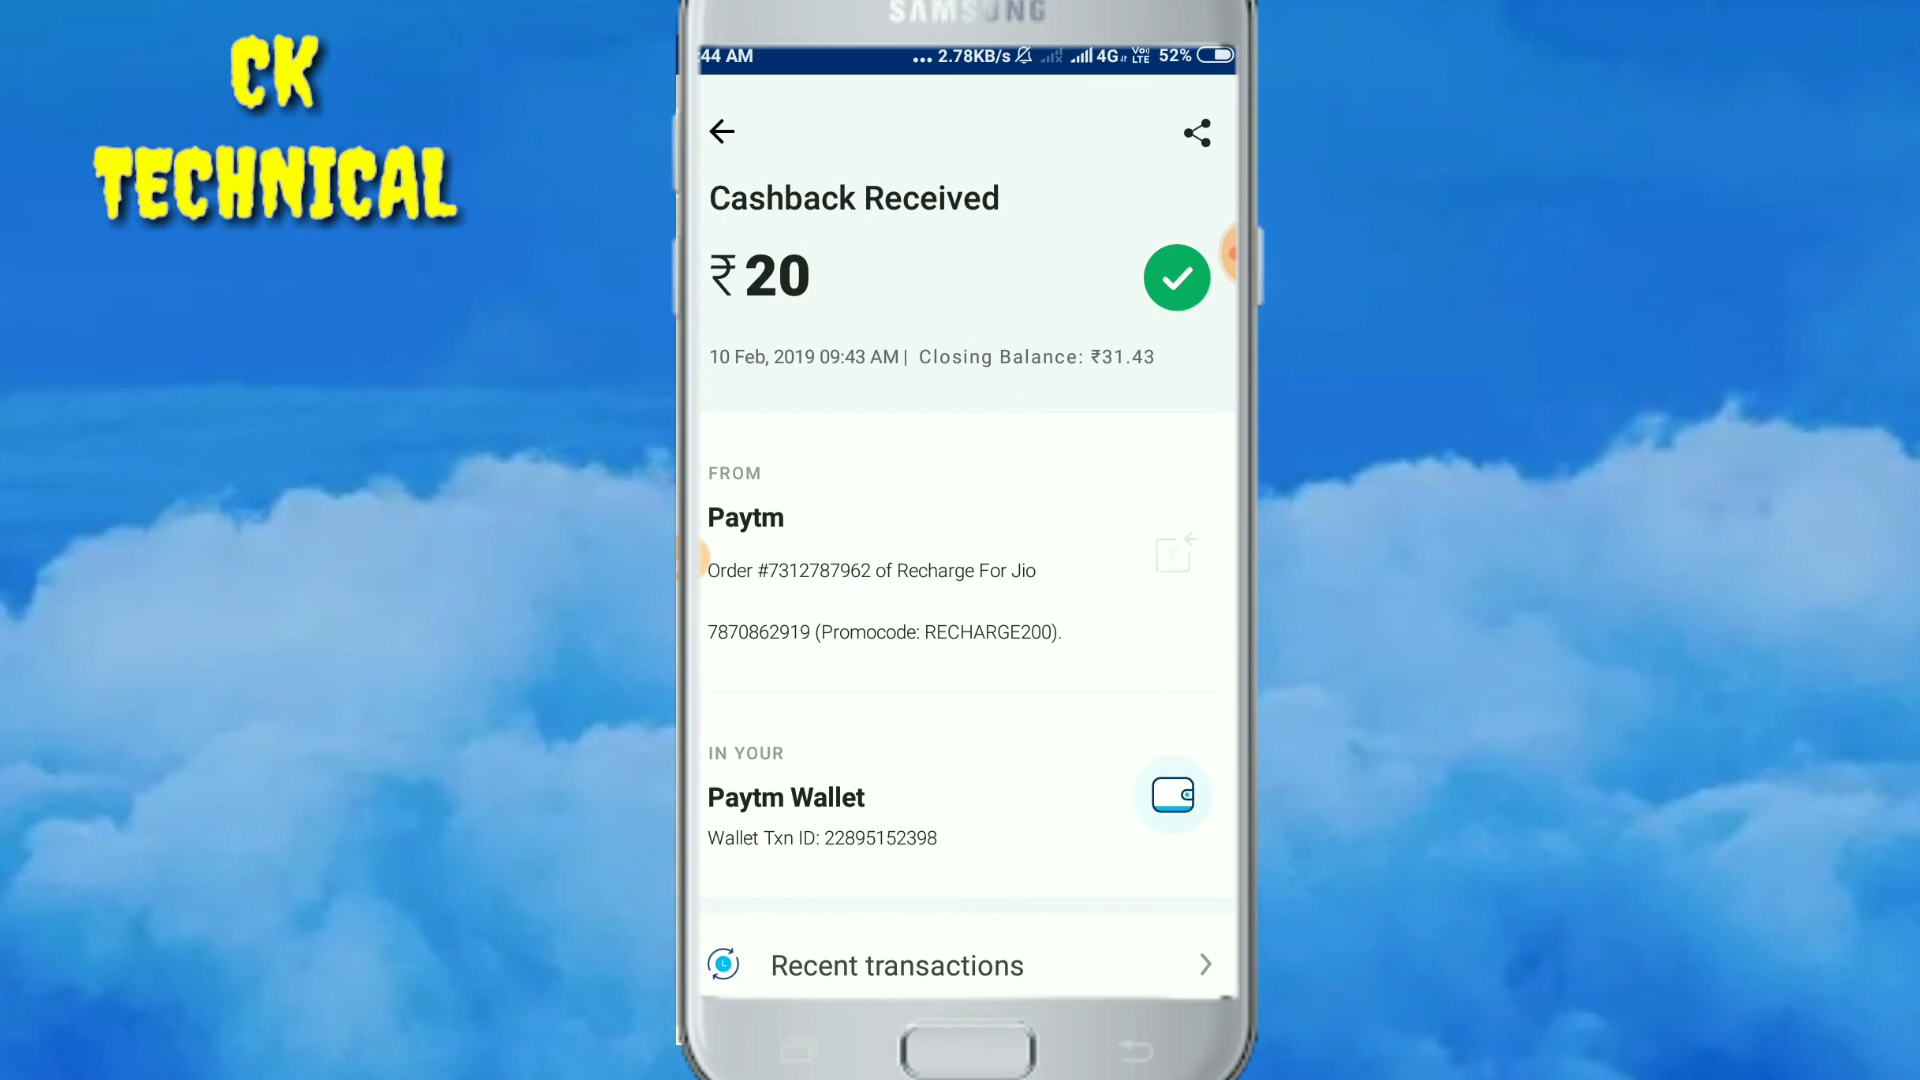 CK
TECHNICAL
SAMSUNG
:44 AM
... 2.78KB/s 4G VoLTE 52%
Cashback Received
₹20
10 Feb, 2019 09:43 AM | Closing Balance: ₹31.43
FROM
Paytm
Order #7312787962 of Recharge For Jio
7870862919 (Promocode: RECHARGE200).
IN YOUR
Paytm Wallet
Wallet Txn ID: 22895152398
Recent transactions